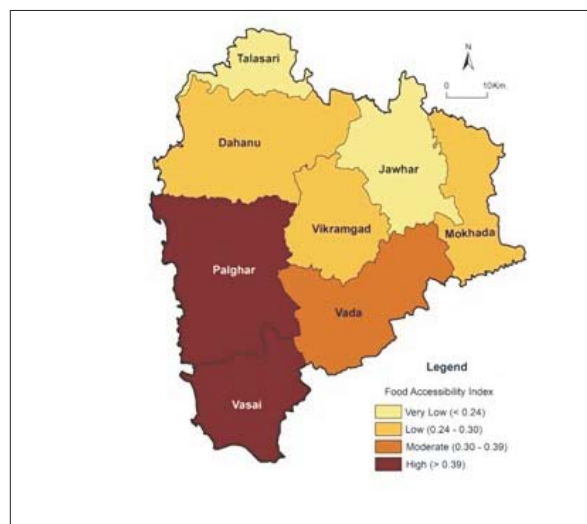 Talasari
N
0 10Km.
Dahanu
Jawhar
Vikramgad
Mokhada
Palghar
Vada
Vasai
Legend
Food Accessibility Index
Very Low (< 0.24)
Low (0.24 - 0.30)
Moderate (0.30 - 0.39)
High (> 0.39)